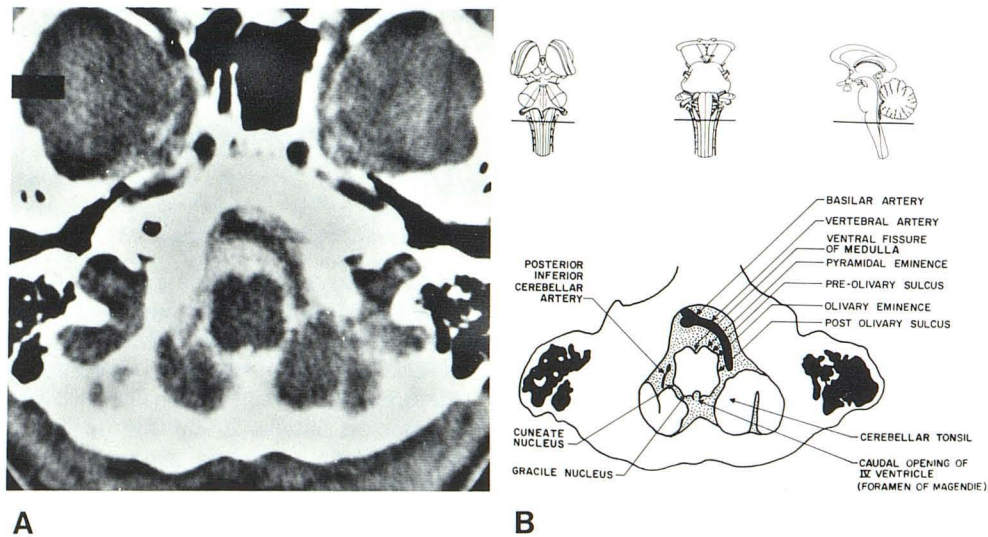 BASILAR ARTERY
VERTEBRAL ARTERY
VENTRAL FISSURE
OF MEDULLA
PYRAMIDAL EMINENCE
PRE-OLIVARY SULCUS
OLIVARY EMINENCE
POST OLIVARY SULCUS
POSTERIOR
INFERIOR
CEREBELLAR
ARTERY
CUNEATE
NUCLEUS
GRACILE NUCLEUS
CEREBELLAR TONSIL
CAUDAL OPENING OF
IV VENTRICLE
(FORAMEN OF MAGENDIE)
A
B